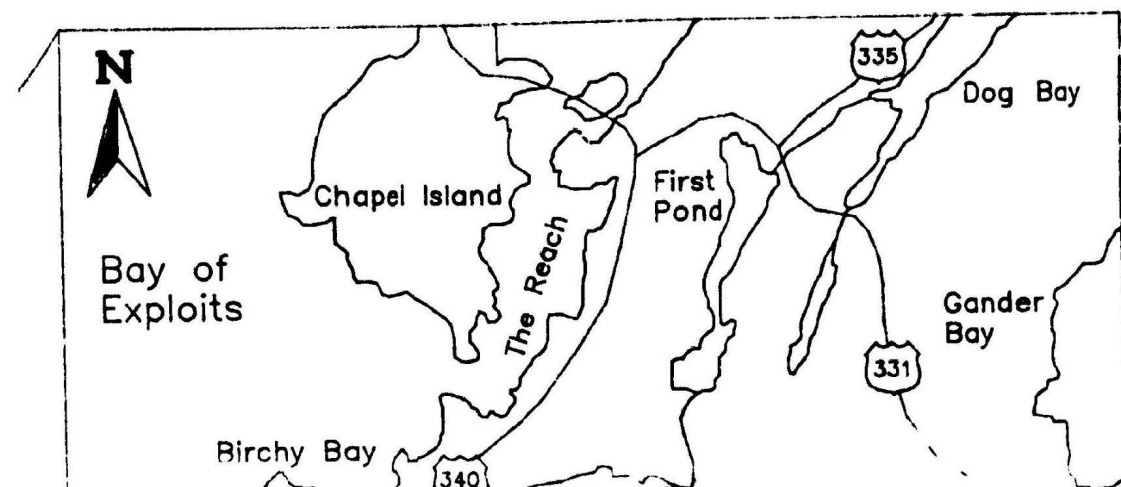 N
335
Dog Bay
Chapel Island
First
Pond
The Reach
Bay of
Exploits
Gander
Bay
331
Birchy Bay
340